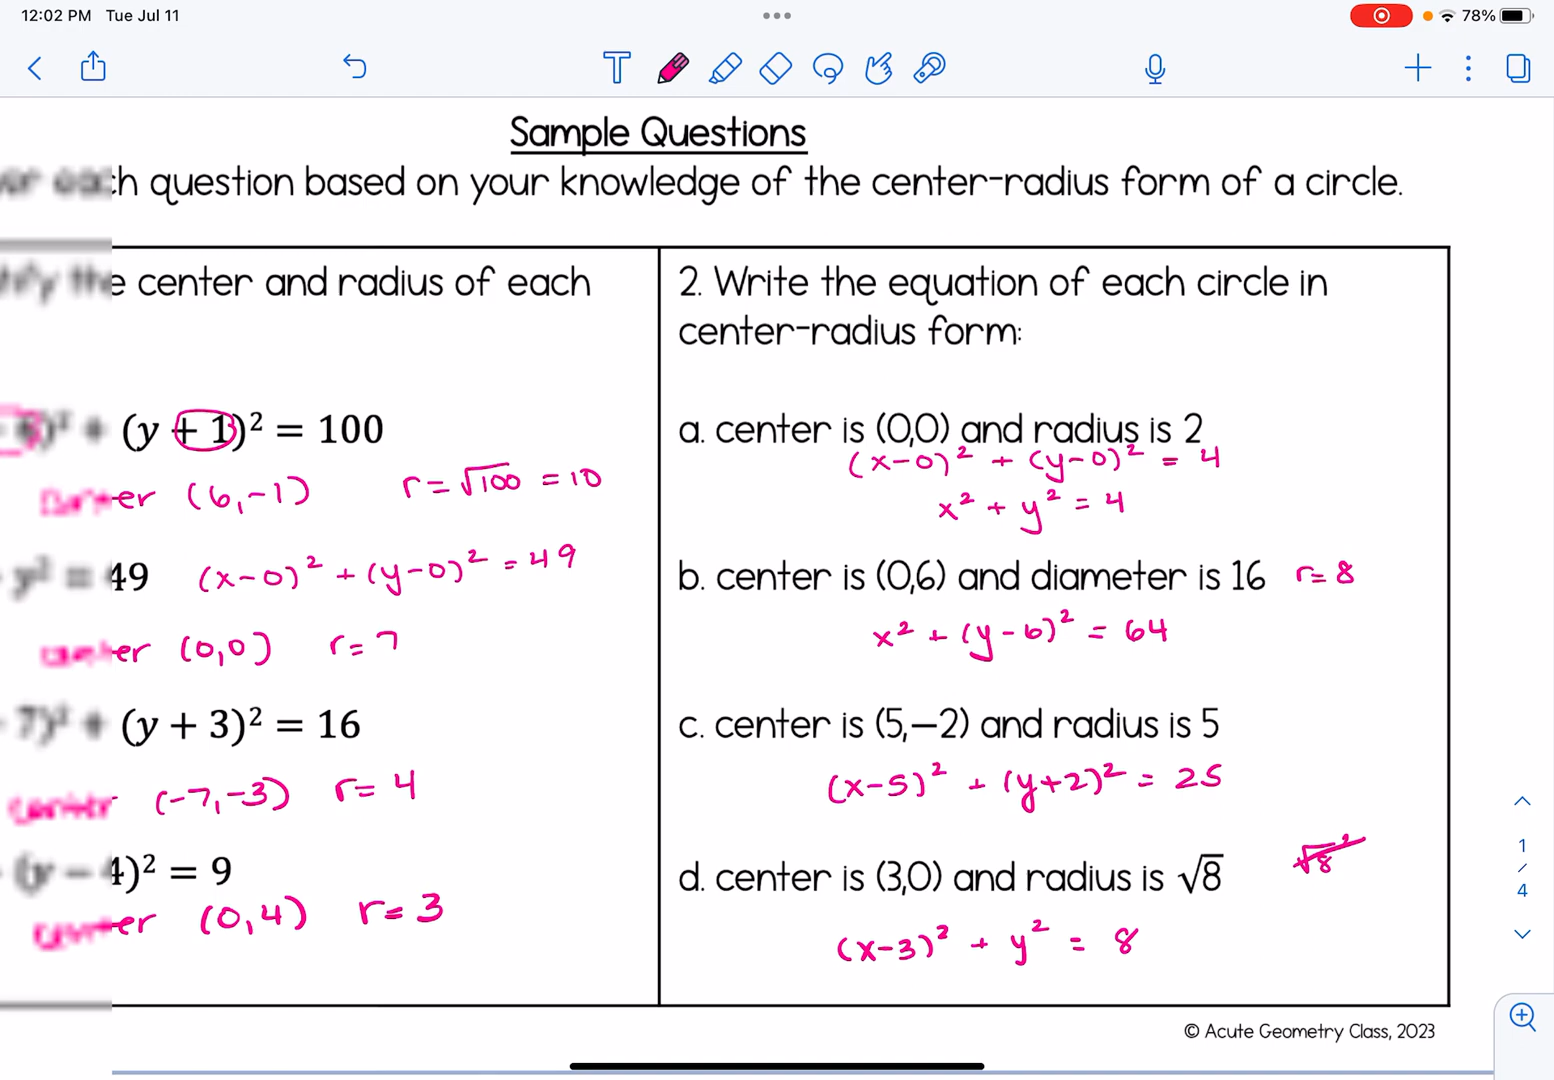 12:02 PM Tue Jul 11
78%
Sample Questions
question based on your knowledge of the center-radius form of a circle.
center and radius of each
(y + 1)² = 100
(6,-1) r = √100 = 10
49 (x-0)² + (y-0)² = 49
(0,0) r = 7
(y + 3)² = 16
center (-7,-3) r = 4
4)² = 9
(0,4) r = 3
2. Write the equation of each circle in
center-radius form:
a. center is (0,0) and radius is 2
(x-0)² + (y-0)² = 4
x² + y² = 4
b. center is (0,6) and diameter is 16 r = 8
x² + (y-6)² = 64
c. center is (5,−2) and radius is 5
(x-5)² + (y+2)² = 25
d. center is (3,0) and radius is √8 √8²
(x-3)² + y² = 8
1
/
4
© Acute Geometry Class, 2023